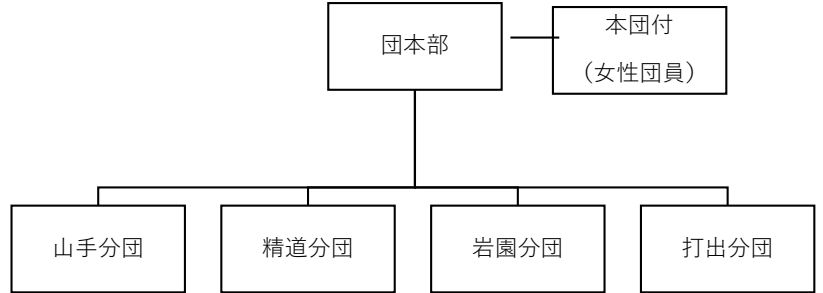 団本部
本団付
（女性団員）
山手分団
精道分団
岩園分団
打出分団